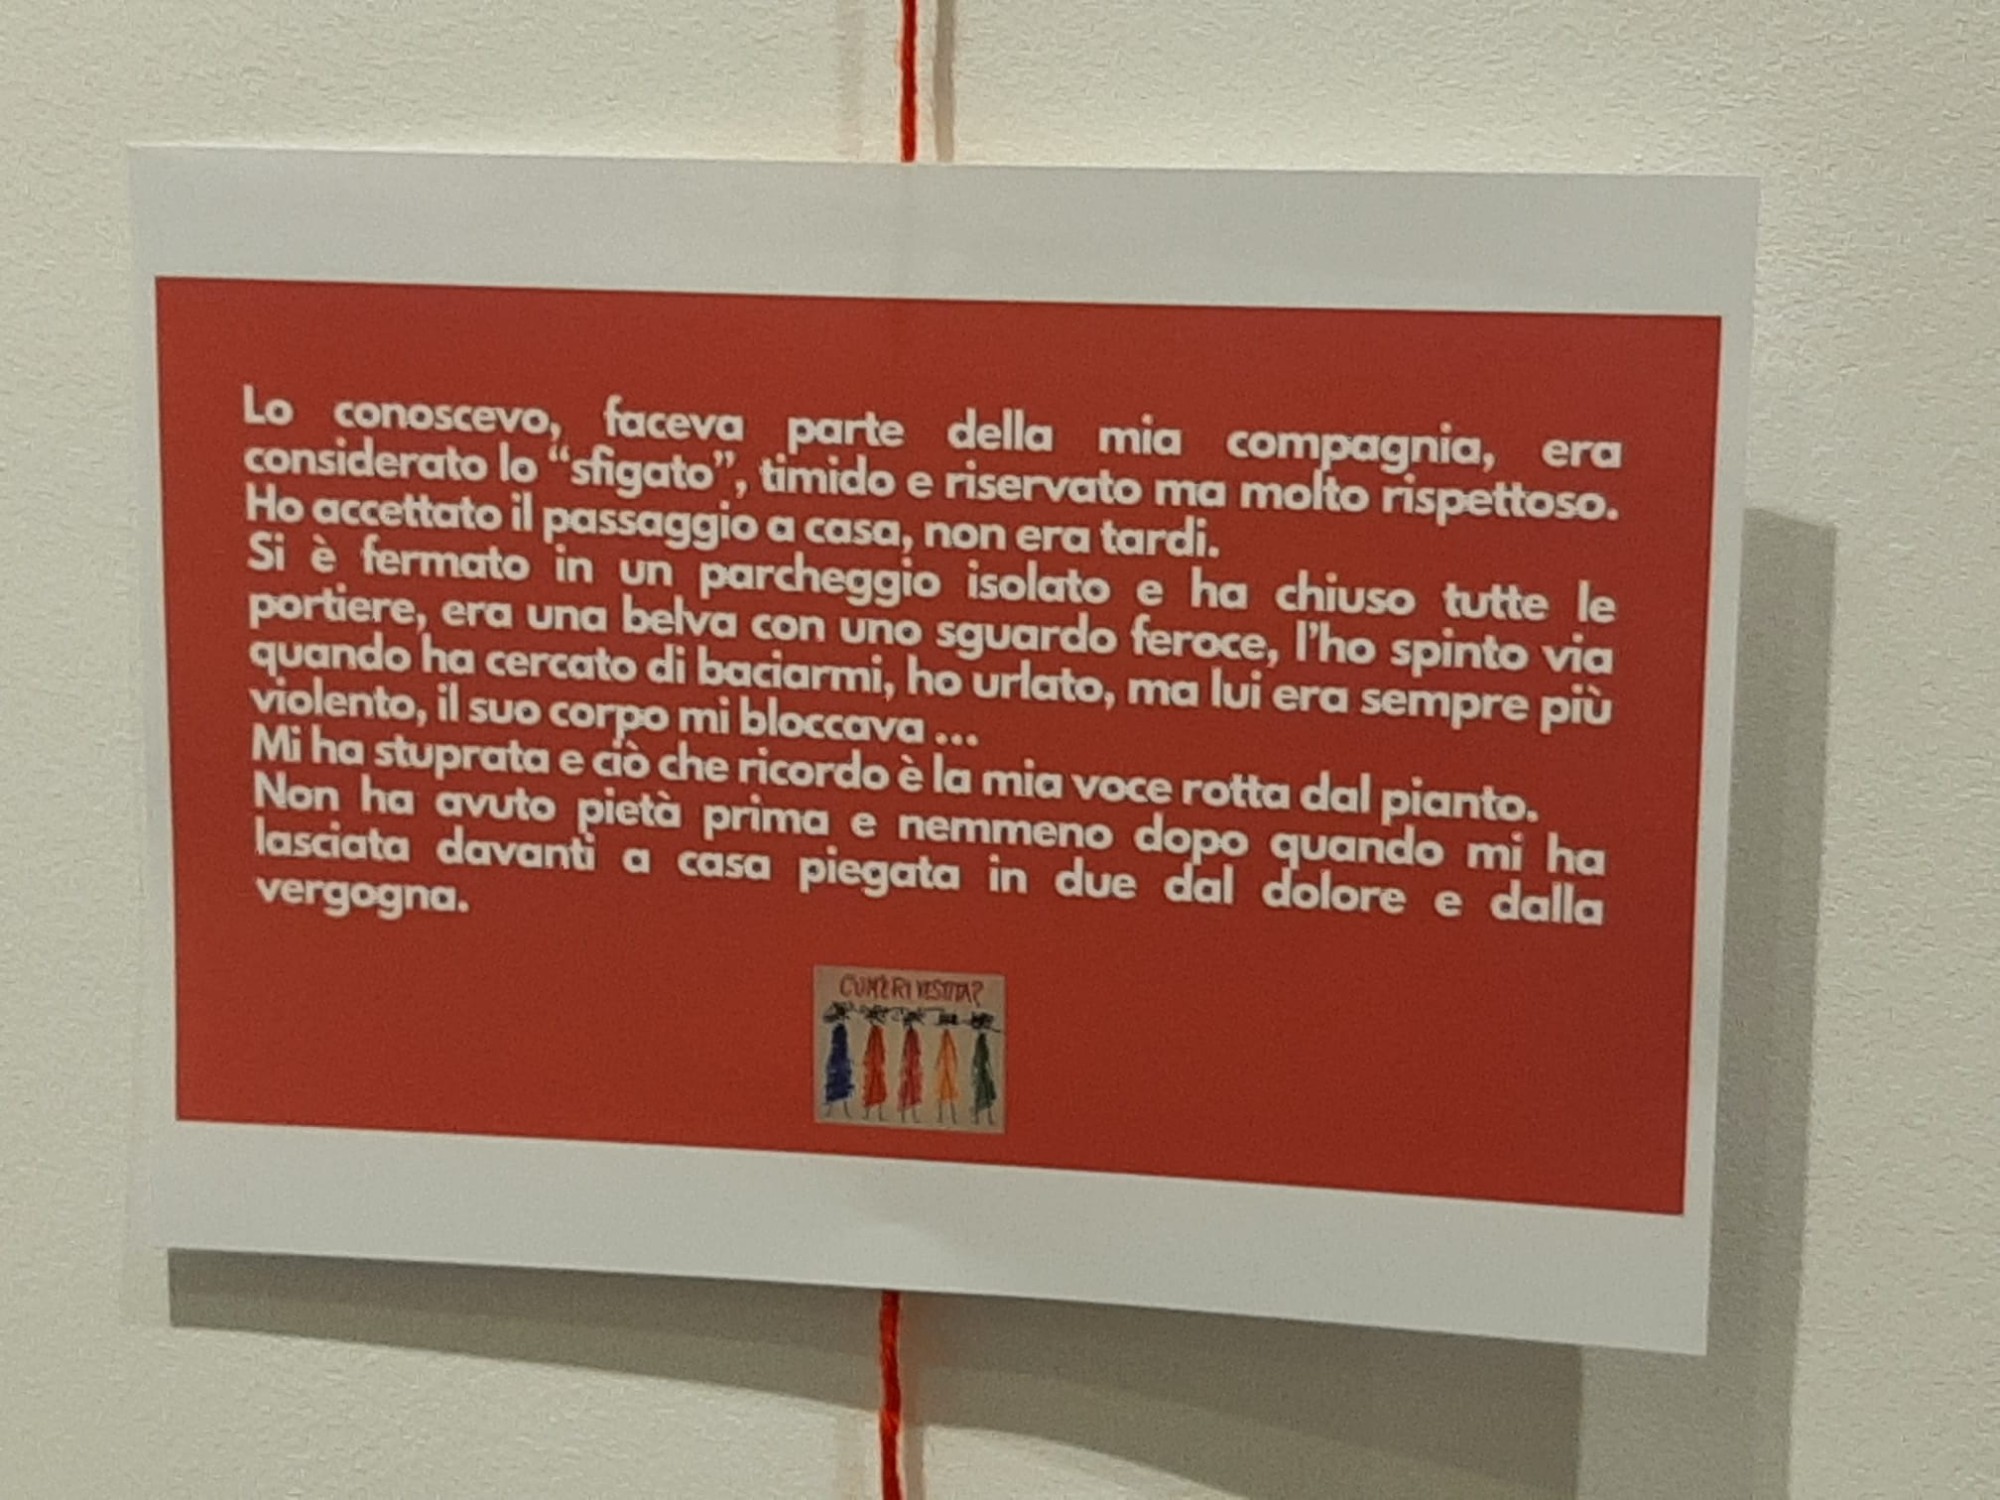 Lo conoscevo, faceva parte della mia compagnia, era
considerato lo “sfigato”, timido e riservato ma molto rispettoso.
Ho accettato il passaggio a casa, non era tardi.
Si è fermato in un parcheggio isolato e ha chiuso tutte le
portiere, era una belva con uno sguardo feroce, l’ho spinto via
quando ha cercato di baciarmi, ho urlato, ma lui era sempre più
violento, il suo corpo mi bloccava ...
Mi ha stuprata e ciò che ricordo è la mia voce rotta dal pianto.
Non ha avuto pietà prima e nemmeno dopo quando mi ha
lasciata davanti a casa piegata in due dal dolore e dalla
vergogna.
COM'ERI VESTITA?